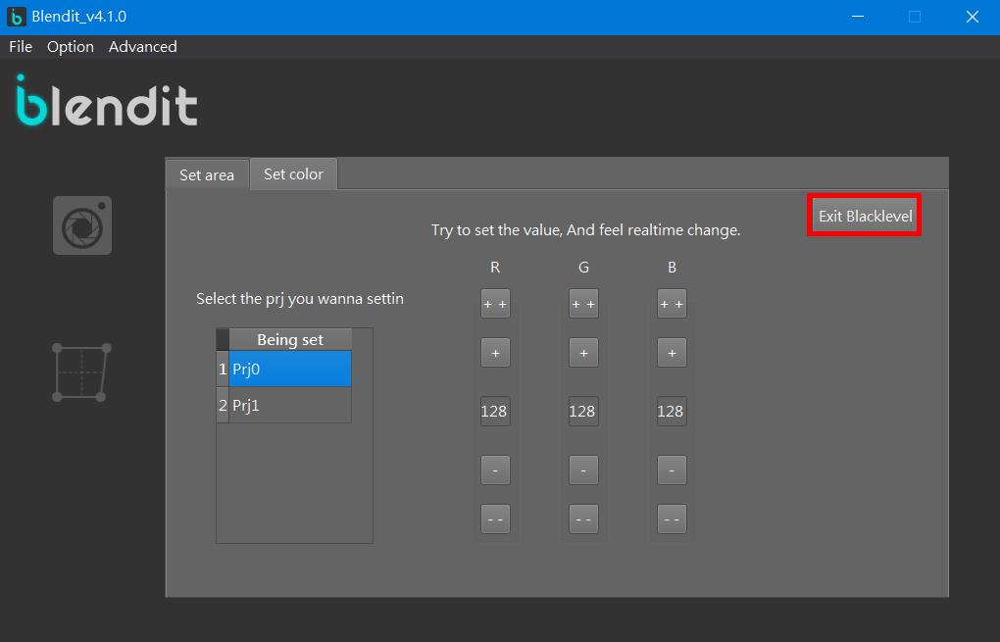 Blendit_v4.1.0
File Option Advanced
blendit
Set area Set color
Exit Blacklevel
Try to set the value, And feel realtime change.
R G B
Select the prj you wanna settin
+ + + + + +
Being set
+ + +
1 Prj0
2 Prj1
128 128 128
- - -
- - - - - -